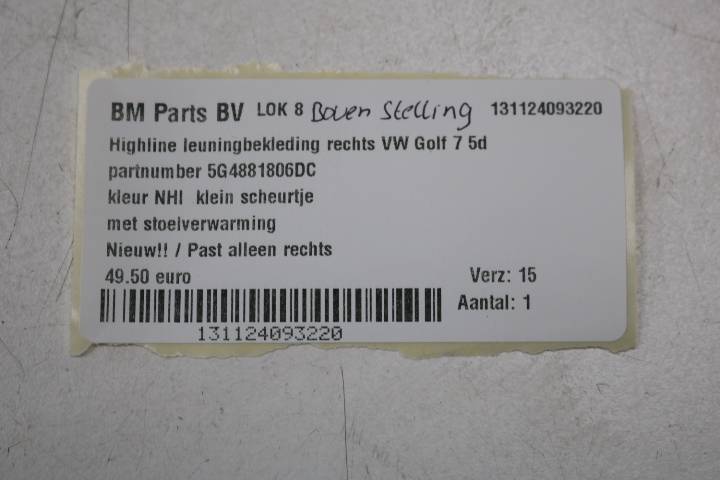 BM Parts BV LOK 8 Boven Stelling 131124093220
Highline leuningbekleding rechts VW Golf 7 5d
partnumber 5G4881806DC
kleur NHI klein scheurtje
met stoelverwarming
Nieuw!! / Past alleen rechts
49.50 euro Verz: 15
Aantal: 1
131124093220